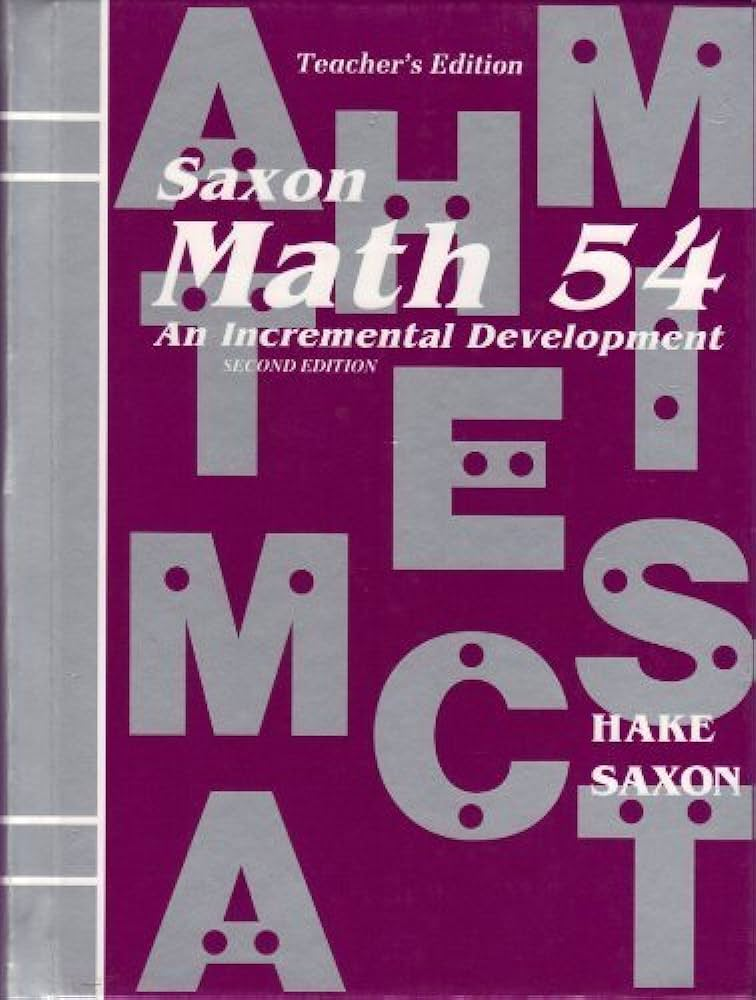 Teacher's Edition
A H M
Saxon
Math 54
An Incremental Development
SECOND EDITION
T I
E
M S
C
HAKE
SAXON
A T